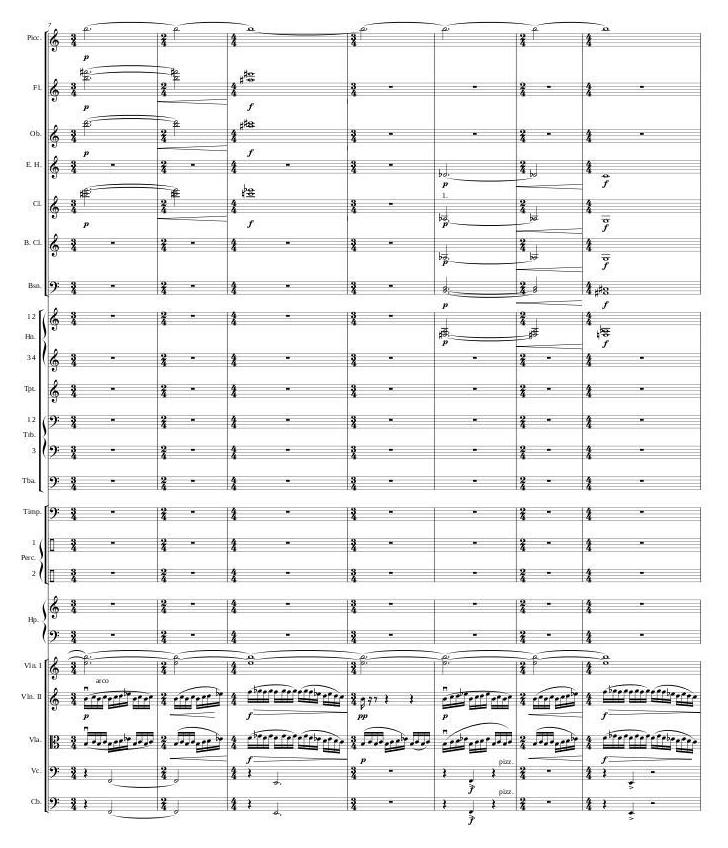 7
Picc.
p
Fl.
p
f
Ob.
p
f
E. H.
p
f
1.
Cl.
p
f
p
f
B. Cl.
p
f
Bsn.
p
f
1 2
Hn.
p
f
3 4
Tpt.
1 2
Trb.
3
Tba.
Timp.
1
Perc.
2
Hp.
Vln. I
arco
Vln. II
p
f
pp
p
f
Vla.
f
p
f
pizz.
Vc.
f
pizz.
Cb.
f